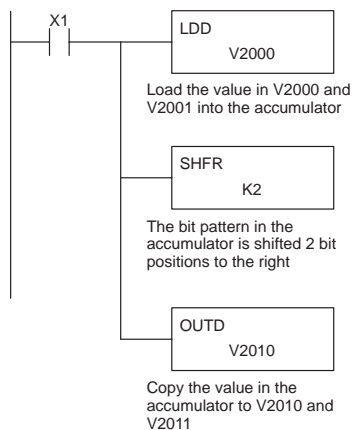 X1
LDD
V2000
Load the value in V2000 and
V2001 into the accumulator
SHFR
K2
The bit pattern in the
accumulator is shifted 2 bit
positions to the right
OUTD
V2010
Copy the value in the
accumulator to V2010 and
V2011